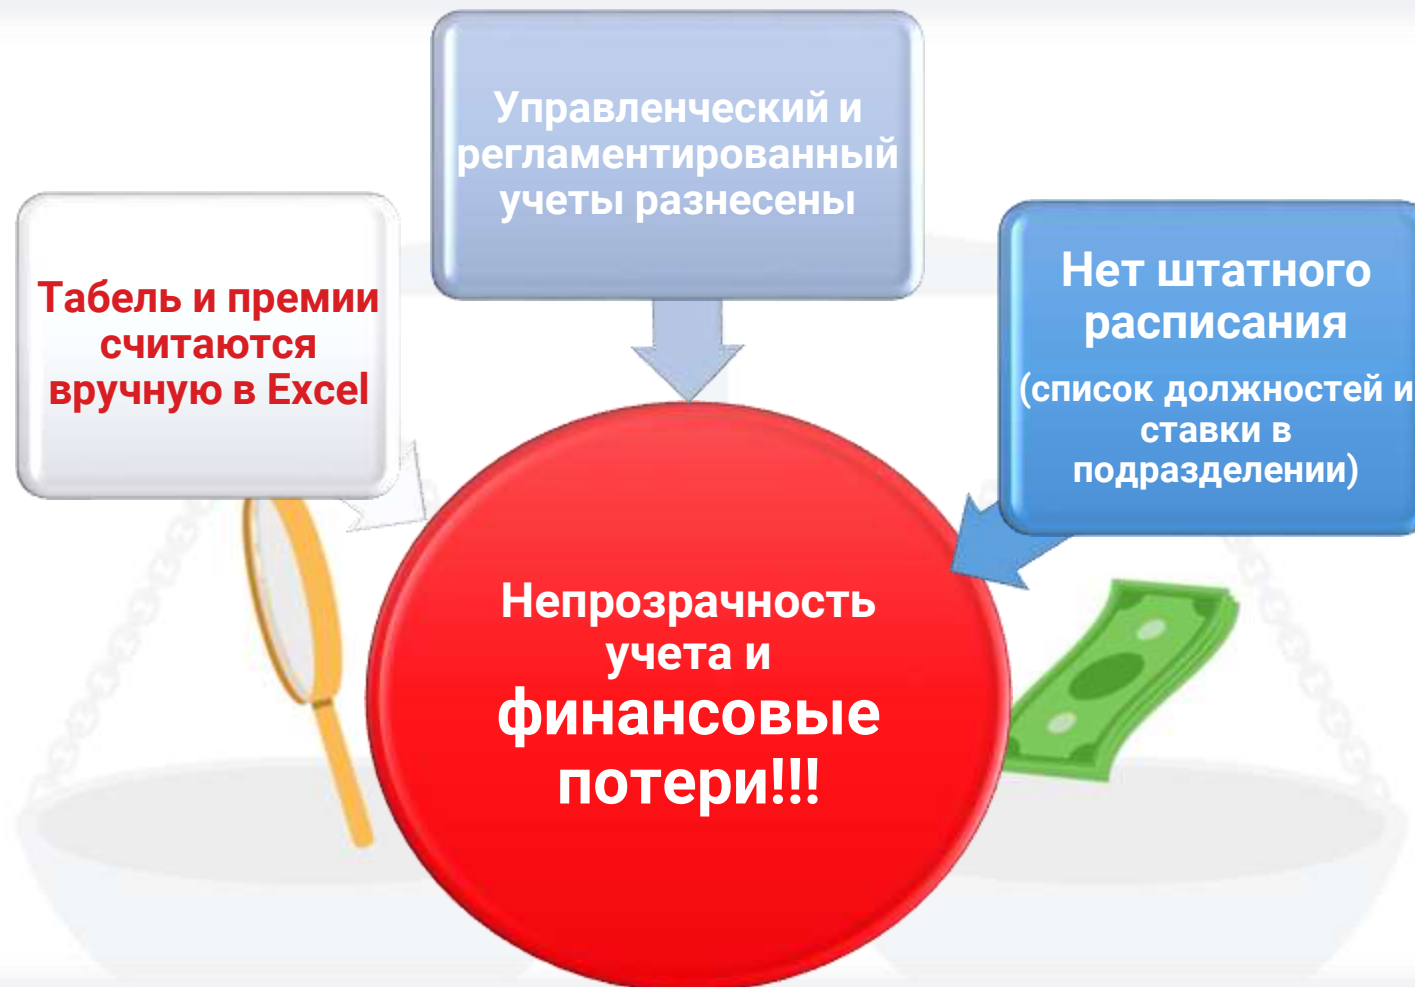 Управленческий и
регламентированный
учеты разнесены
Табель и премии
считаются
вручную в Excel
Нет штатного
расписания
(список должностей и
ставки в
подразделении)
Непрозрачность
учета и
финансовые
потери!!!